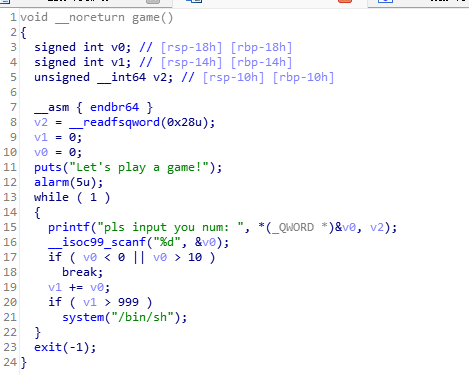 1 void __noreturn game()
2 {
3 signed int v0; // [rsp-18h] [rbp-18h]
4 signed int v1; // [rsp-14h] [rbp-14h]
5 unsigned __int64 v2; // [rsp-10h] [rbp-10h]
6
7 __asm { endbr64 }
8 v2 = __readfsqword(0x28u);
9 v1 = 0;
10 v0 = 0;
11 puts("Let's play a game!");
12 alarm(5u);
13 while ( 1 )
14 {
15 printf("pls input you num: ", *(_QWORD *)&v0, v2);
16 __isoc99_scanf("%d", &v0);
17 if ( v0 < 0 || v0 > 10 )
18 break;
19 v1 += v0;
20 if ( v1 > 999 )
21 system("/bin/sh");
22 }
23 exit(-1);
24 }